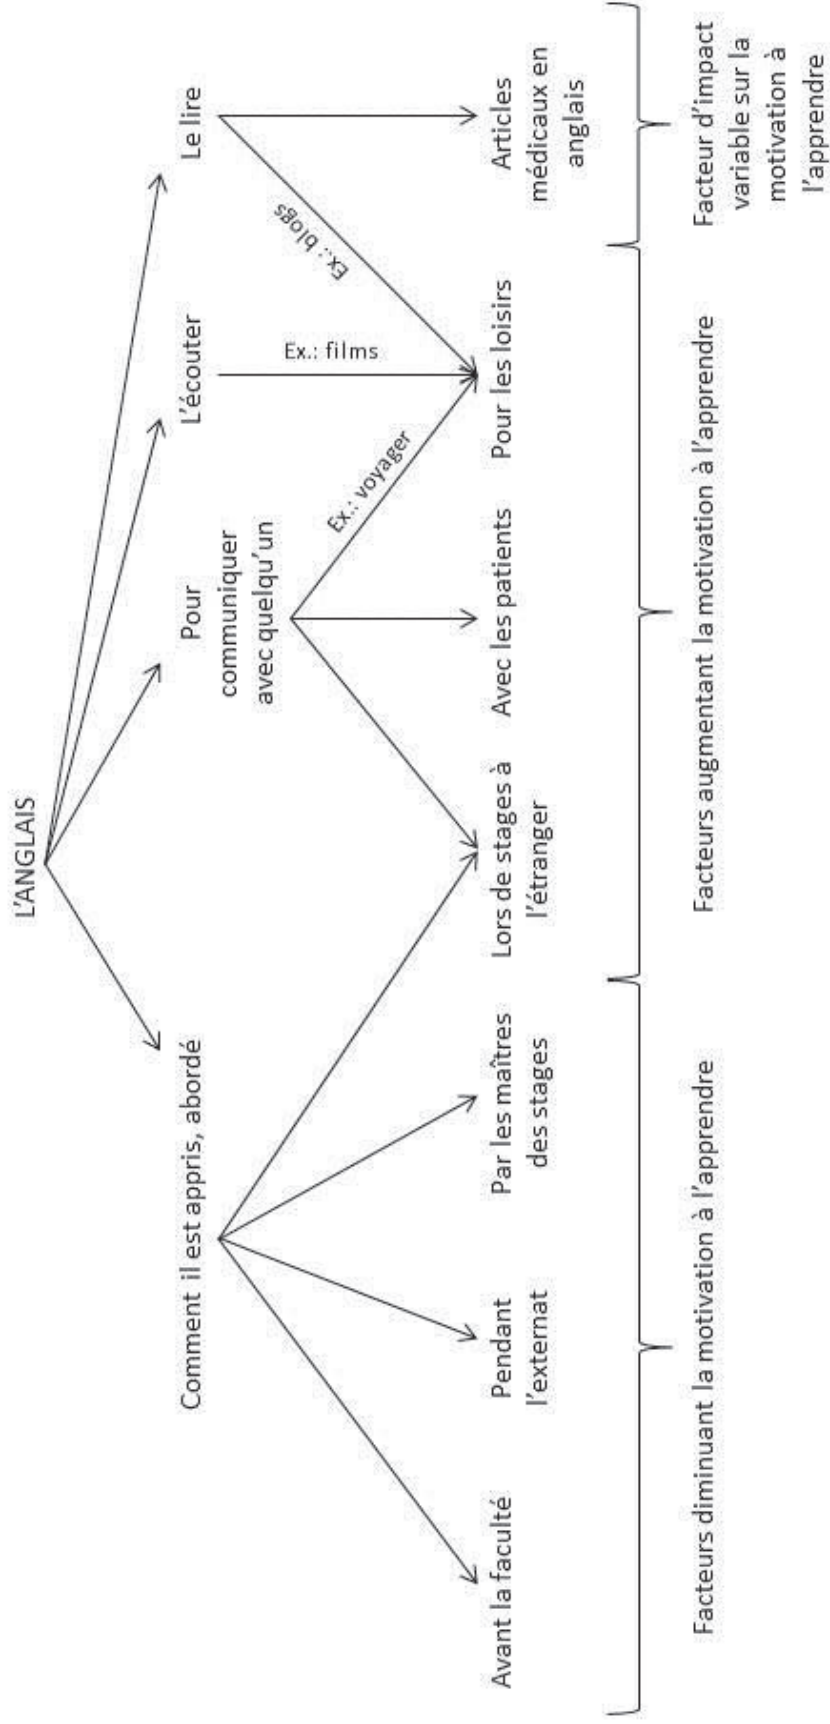 L'ANGLAIS
Comment il est appris, abordé
Pour
communiquer
avec quelqu'un
L'écouter
Le lire
Ex.: voyager
Ex.: films
Ex.: blogs
Avant la faculté
Pendant
l'externat
Par les maîtres
des stages
Lors de stages à
l'étranger
Avec les patients
Pour les loisirs
Articles
médicaux en
anglais
Facteurs diminuant la motivation à l'apprendre
Facteurs augmentant la motivation à l'apprendre
Facteur d'impact
variable sur la
motivation à
l'apprendre